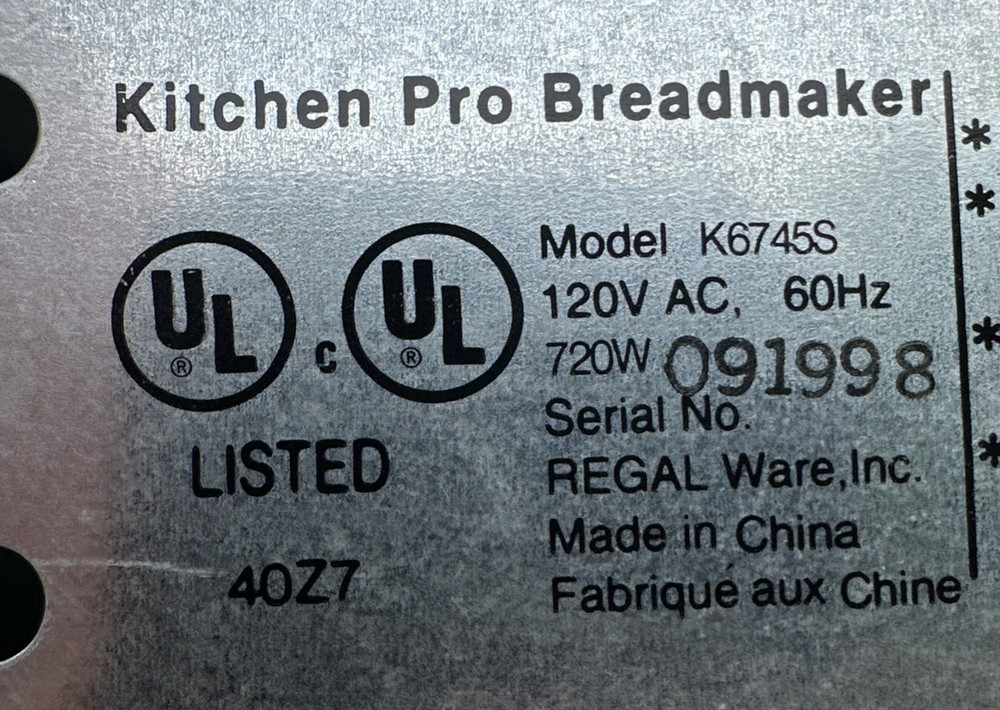 Kitchen Pro Breadmaker
UL ® C UL ®
LISTED
40Z7
Model K6745S
120V AC, 60Hz
720W 091998
Serial No.
REGAL Ware,Inc.
Made in China
Fabriqué aux Chine
*
*
*
*